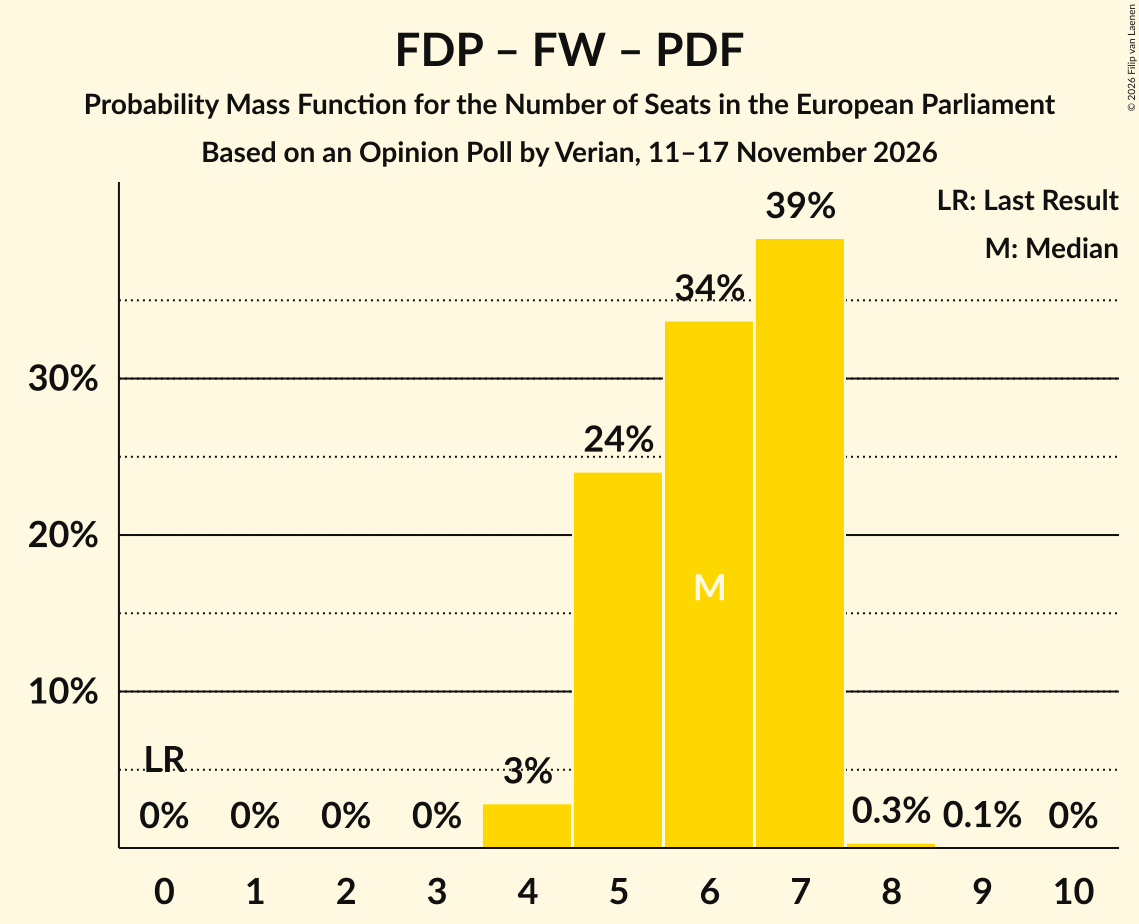 FDP – FW – PDF
Probability Mass Function for the Number of Seats in the European Parliament
Based on an Opinion Poll by Verian, 11–17 November 2026
© 2026 Filip van Laenen
LR: Last Result
M: Median
39%
34%
30%
24%
20%
M
10%
LR
3%
0% 0% 0% 0% 0.3% 0.1% 0%
0 1 2 3 4 5 6 7 8 9 10